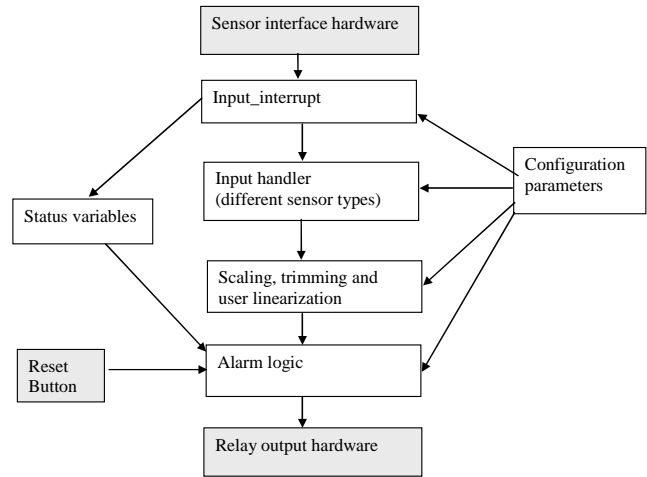 Sensor interface hardware
Input_interrupt
Input handler
(different sensor types)
Configuration
parameters
Status variables
Scaling, trimming and
user linearization
Reset
Button
Alarm logic
Relay output hardware